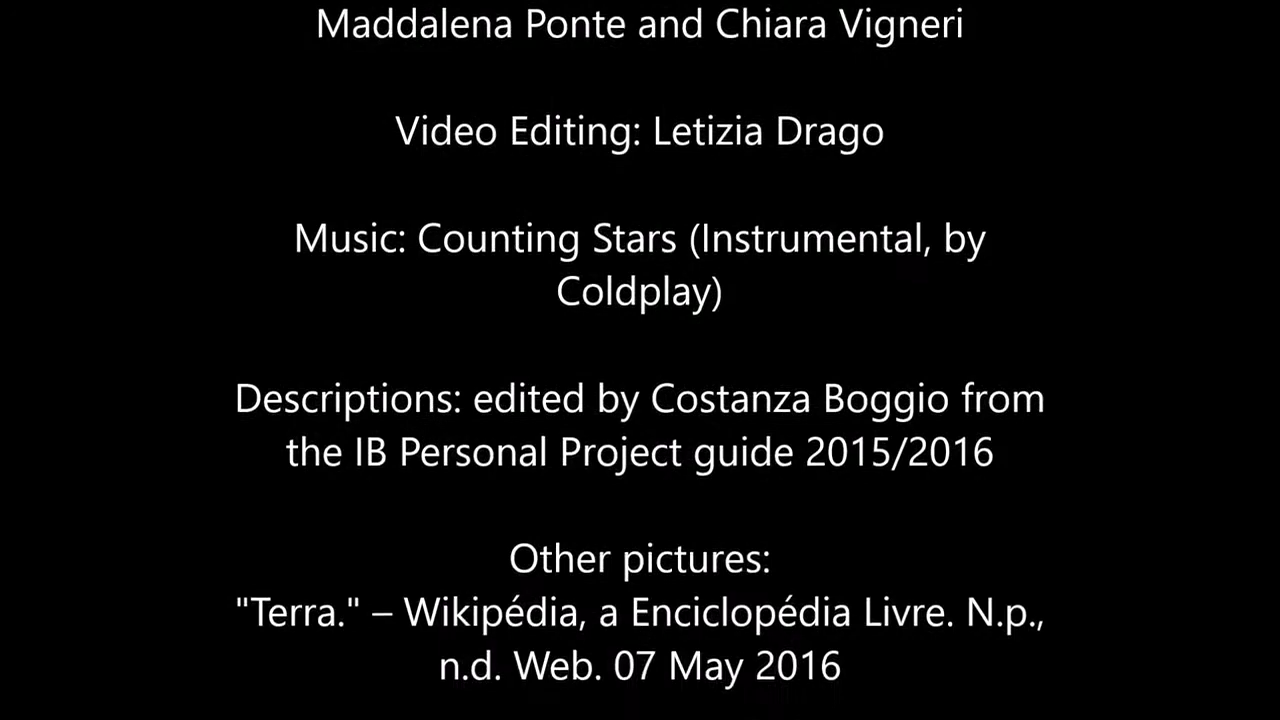 Maddalena Ponte and Chiara Vigneri
Video Editing: Letizia Drago
Music: Counting Stars (Instrumental, by
Coldplay)
Descriptions: edited by Costanza Boggio from
the IB Personal Project guide 2015/2016
Other pictures:
"Terra." – Wikipédia, a Enciclopédia Livre. N.p.,
n.d. Web. 07 May 2016